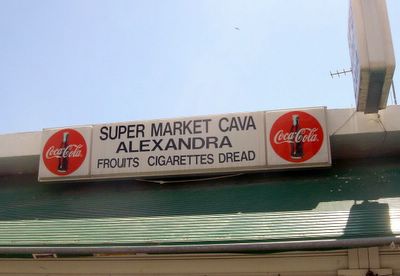 SUPER MARKET CAVA
ALEXANDRA
FROUITS CIGARETTES DREAD
Coca-Cola
Coca-Cola